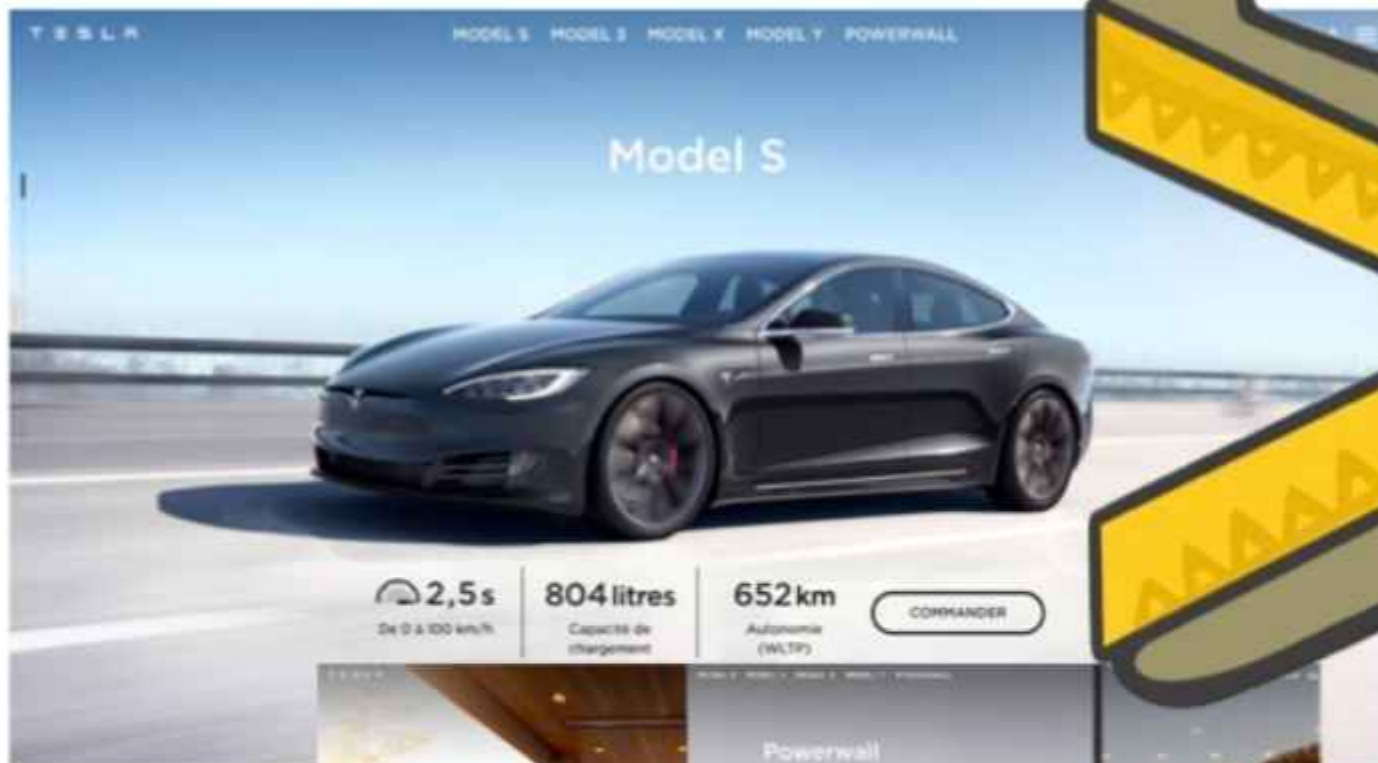 TESLA
MODEL S MODEL 3 MODEL X MODEL Y POWERWALL
Model S
2,5 s
804 litres
652 km
COMMANDER
De 0 à 100 km/h
Capacité de
chargement
Autonomie
(WLTP)
Powerwall